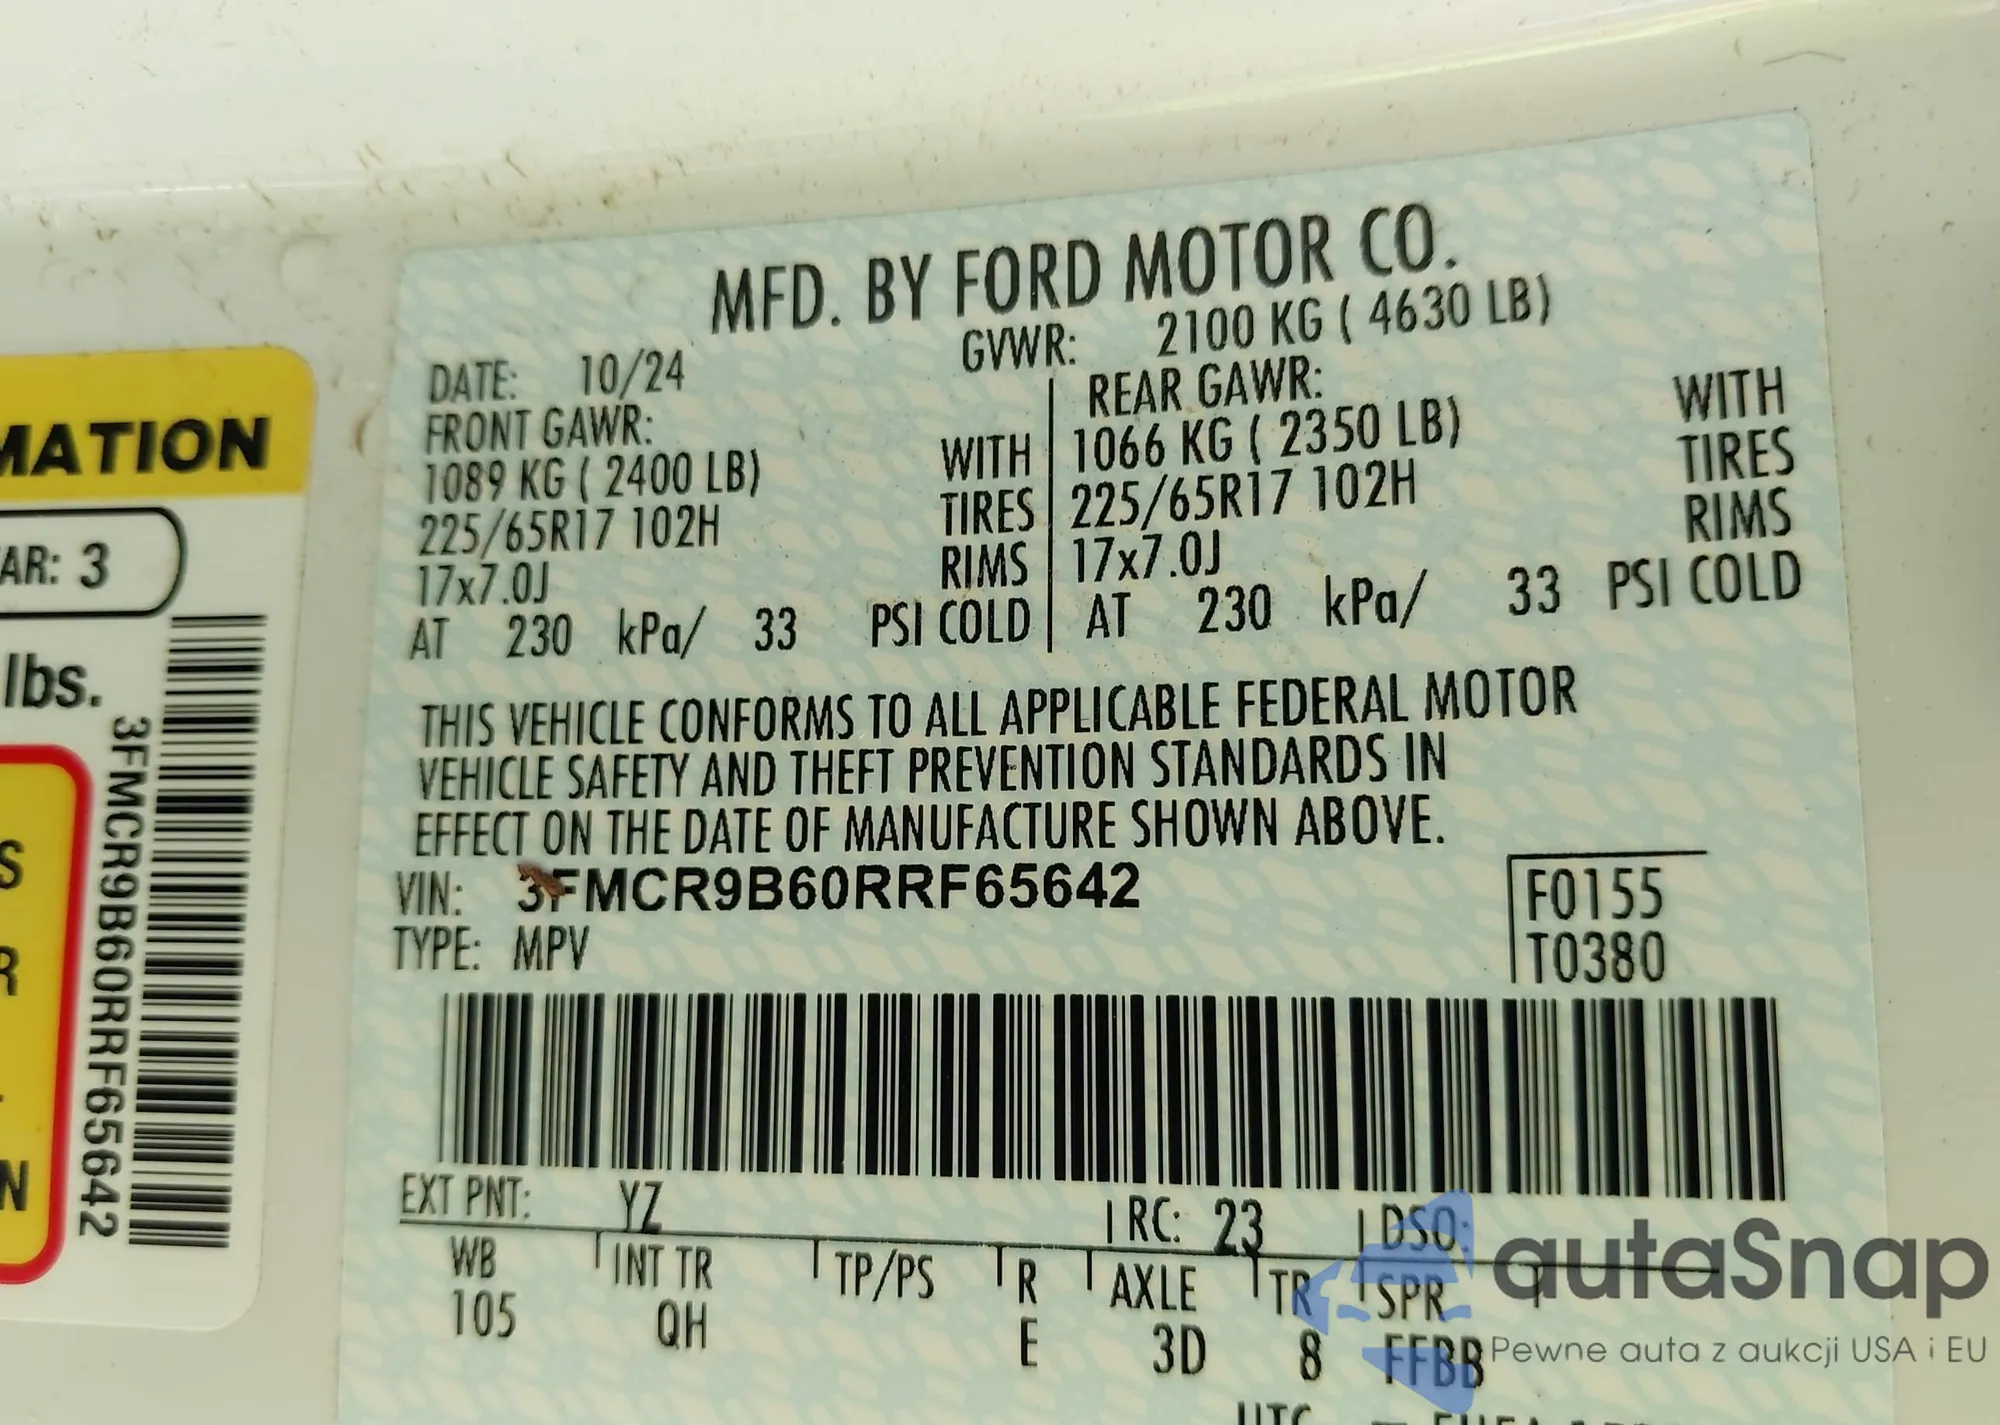 MATION
AR: 3
lbs.
S
R
N
3FMCR9B60RRF65642
MFD. BY FORD MOTOR CO.
DATE: 10/24 GVWR: 2100 KG ( 4630 LB)
FRONT GAWR: REAR GAWR:
1089 KG ( 2400 LB) WITH 1066 KG ( 2350 LB) WITH
225/65R17 102H TIRES 225/65R17 102H TIRES
17x7.0J RIMS 17x7.0J RIMS
AT 230 kPa/ 33 PSI COLD AT 230 kPa/ 33 PSI COLD
THIS VEHICLE CONFORMS TO ALL APPLICABLE FEDERAL MOTOR
VEHICLE SAFETY AND THEFT PREVENTION STANDARDS IN
EFFECT ON THE DATE OF MANUFACTURE SHOWN ABOVE.
VIN: 3FMCR9B60RRF65642 F0155
TYPE: MPV T0380
EXT PNT: YZ RC: 23 DSO:
WB INT TR TP/PS R AXLE TR SPR
105 QH E 3D 8 FFBB
autaSnap
Pewne auta z aukcji USA i EU